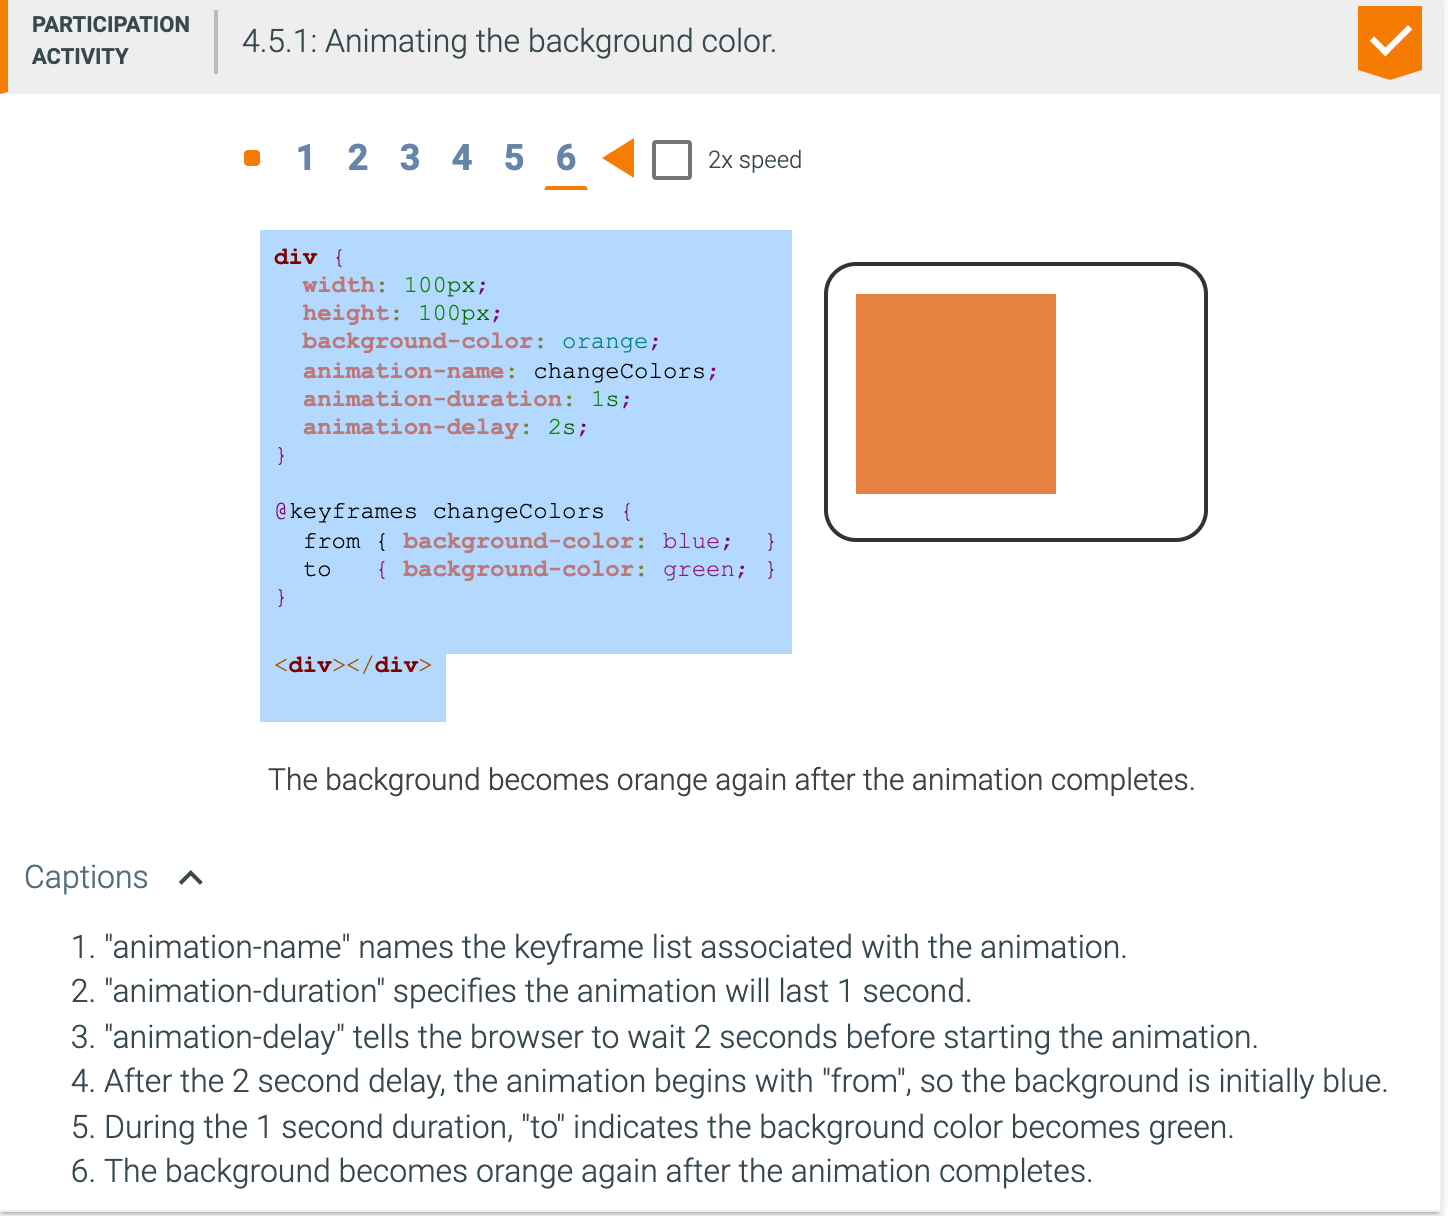 PARTICIPATION
ACTIVITY
4.5.1: Animating the background color.
1 2 3 4 5 6 2x speed
div {
  width: 100px;
  height: 100px;
  background-color: orange;
  animation-name: changeColors;
  animation-duration: 1s;
  animation-delay: 2s;
}
@keyframes changeColors {
  from { background-color: blue;  }
  to   { background-color: green; }
}
<div></div>
The background becomes orange again after the animation completes.
Captions
1. "animation-name" names the keyframe list associated with the animation.
2. "animation-duration" specifies the animation will last 1 second.
3. "animation-delay" tells the browser to wait 2 seconds before starting the animation.
4. After the 2 second delay, the animation begins with "from", so the background is initially blue.
5. During the 1 second duration, "to" indicates the background color becomes green.
6. The background becomes orange again after the animation completes.